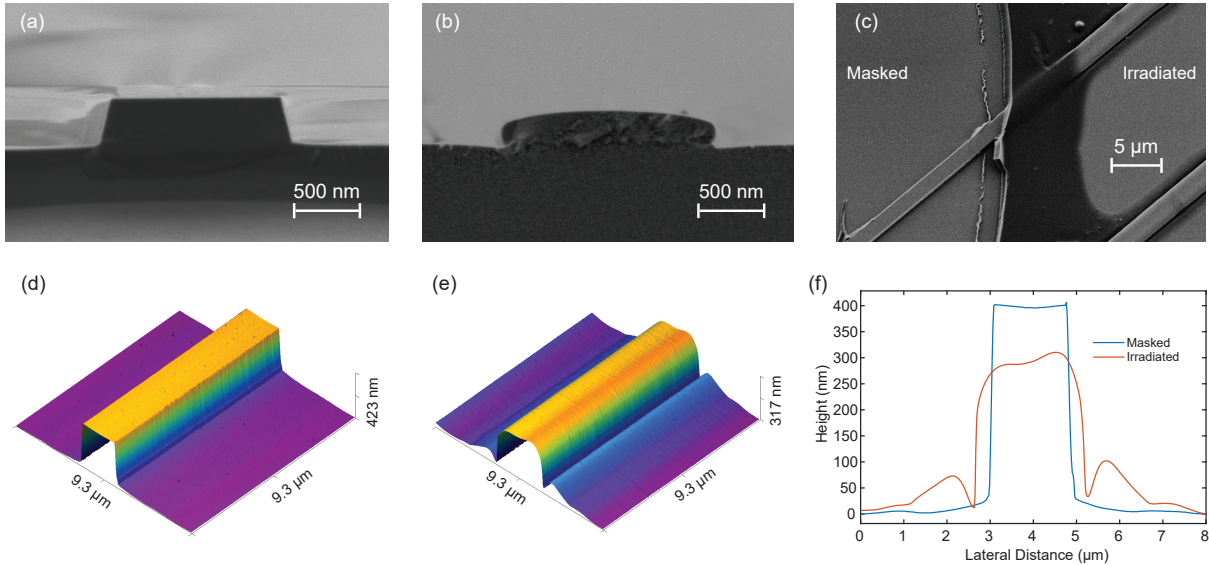 (a)
500 nm
(b)
500 nm
(c)
Masked
Irradiated
5 µm
(d)
423 nm
9.3 µm
9.3 µm
(e)
317 nm
9.3 µm
9.3 µm
(f)
400
350
300
250
200
150
100
50
0
Height (nm)
Masked
Irradiated
0 1 2 3 4 5 6 7 8
Lateral Distance (µm)